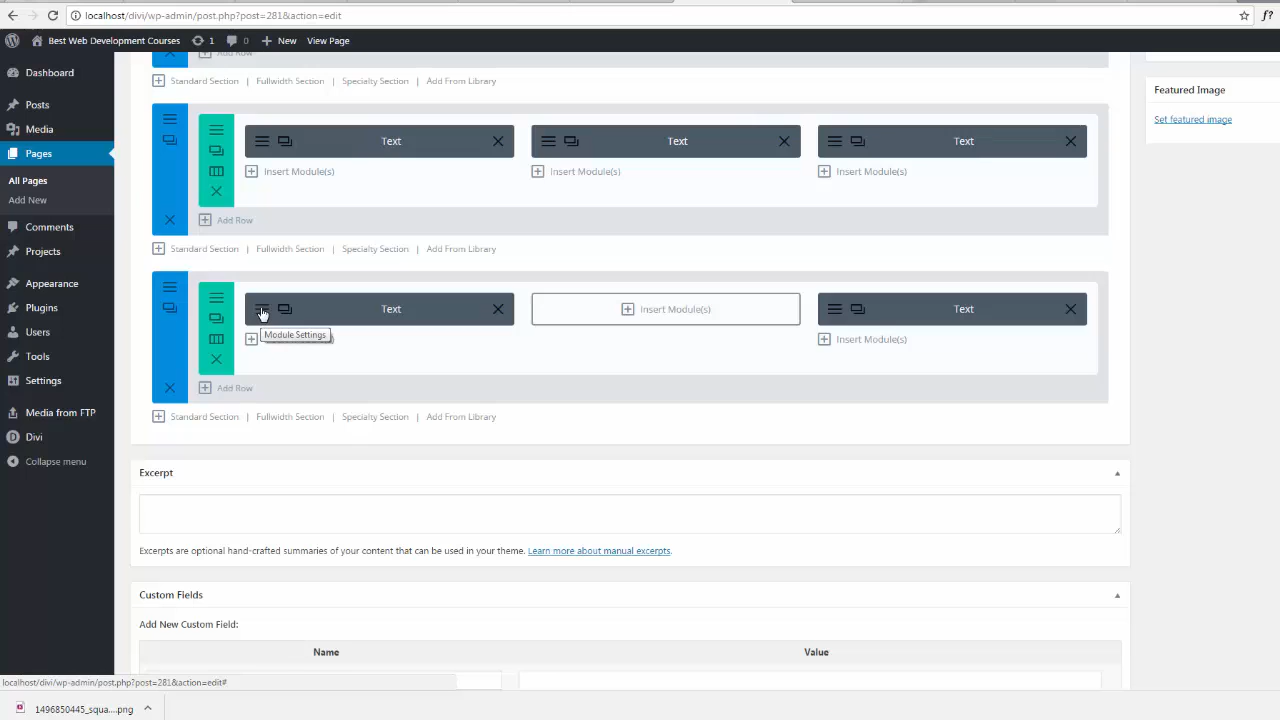 localhost/divi/wp-admin/post.php?post=281&action=edit
f?
Best Web Development Courses 1 0 New View Page
Dashboard
Posts
Media
Pages
All Pages
Add New
Comments
Projects
Appearance
Plugins
Users
Tools
Settings
Media from FTP
Divi
Collapse menu
Add Row
Standard Section | Fullwidth Section | Specialty Section | Add From Library
Text Text Text
Insert Module(s) Insert Module(s) Insert Module(s)
Add Row
Standard Section | Fullwidth Section | Specialty Section | Add From Library
Text Insert Module(s) Text
Module Settings
Insert Module(s)
Add Row
Standard Section | Fullwidth Section | Specialty Section | Add From Library
Featured Image
Set featured image
Excerpt
Excerpts are optional hand-crafted summaries of your content that can be used in your theme. Learn more about manual excerpts.
Custom Fields
Add New Custom Field:
Name Value
localhost/divi/wp-admin/post.php?post=281&action=edit#
1496850445_squa....png